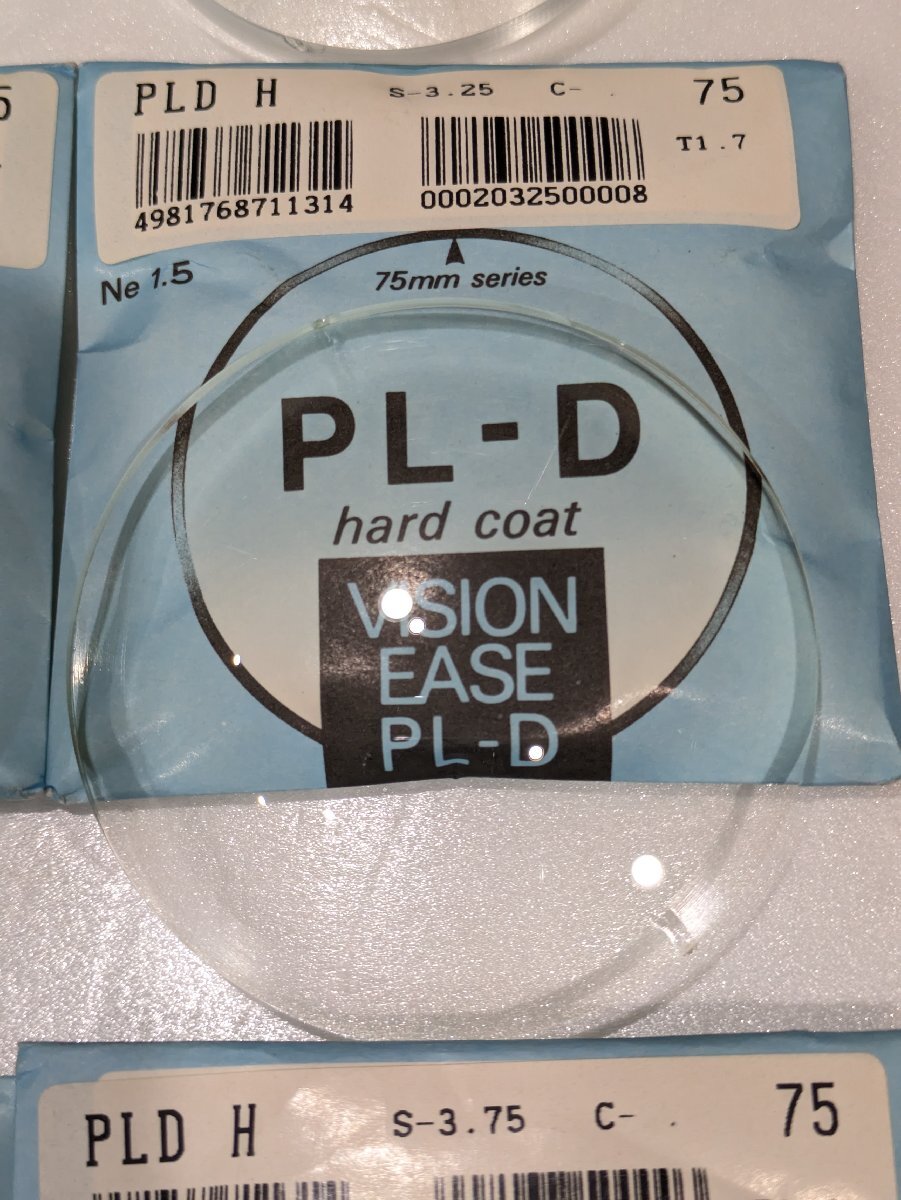 5
PLD H S-3.25 C- . 75
T1.7
4981768711314 0002032500008
Ne 1.5
75mm series
PL-D
hard coat
VISION
EASE
PL-D
PLD H S-3.75 C- . 75